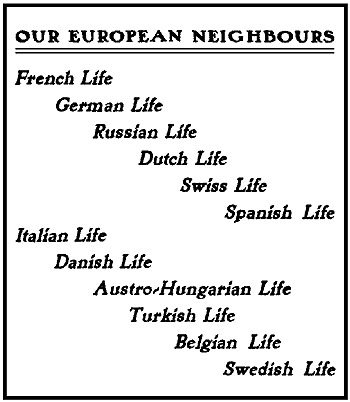 OUR EUROPEAN NEIGHBOURS
French Life
German Life
Russian Life
Dutch Life
Swiss Life
Spanish Life
Italian Life
Danish Life
Austro-Hungarian Life
Turkish Life
Belgian Life
Swedish Life